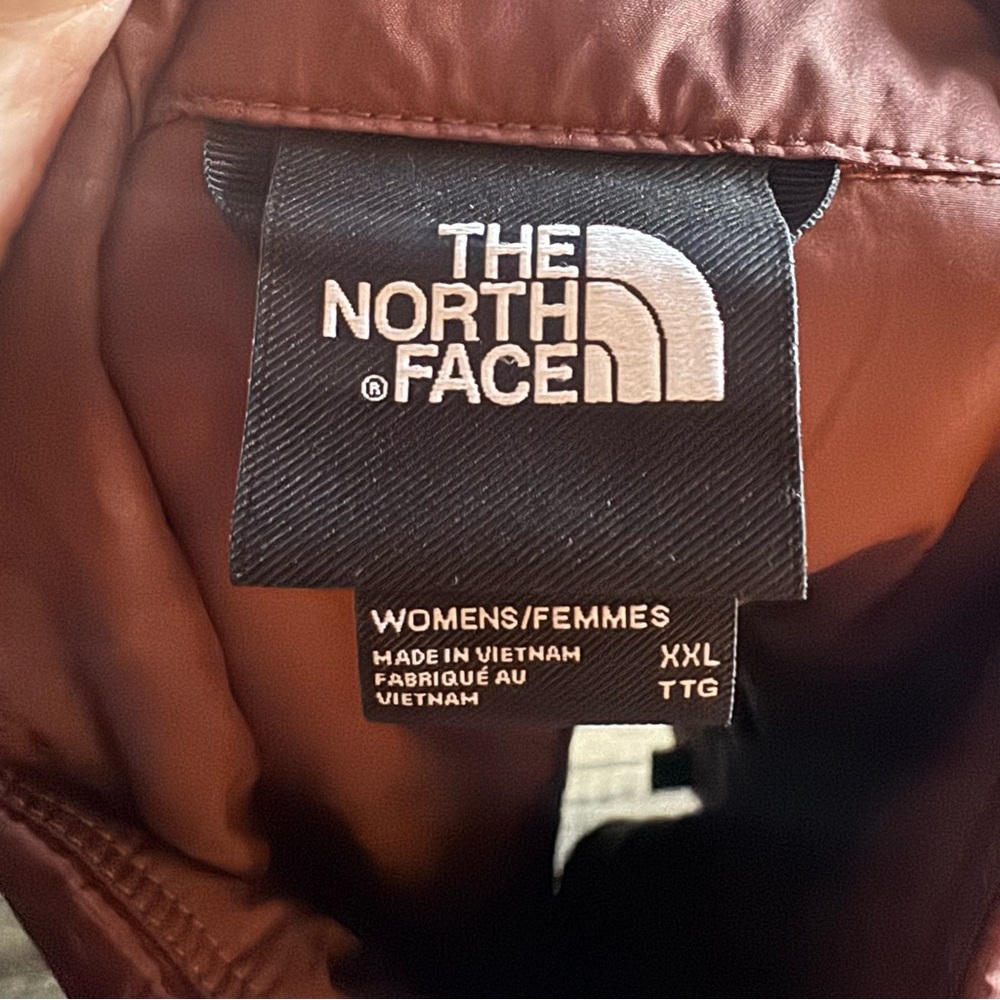 THE
NORTH
® FACE
WOMENS/FEMMES
MADE IN VIETNAM XXL
FABRIQUÉ AU TTG
VIETNAM